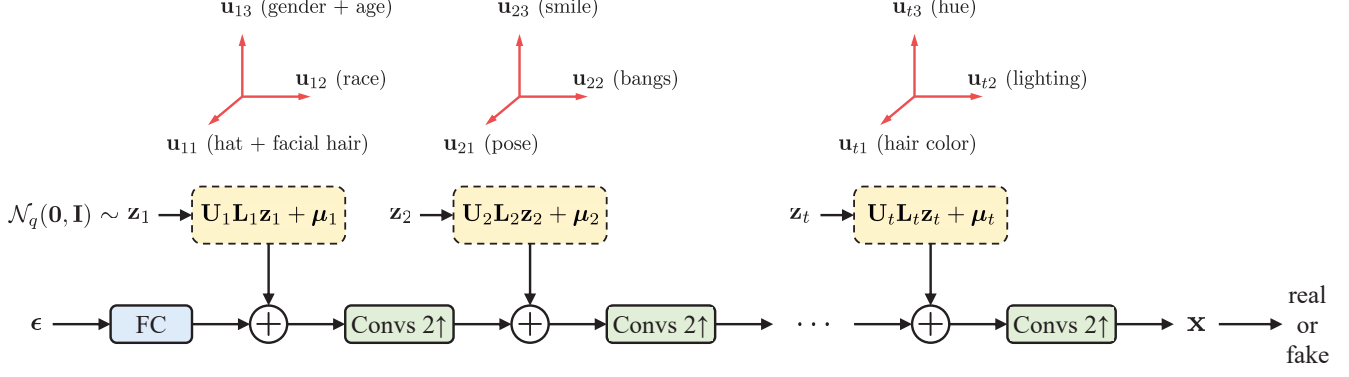 𝐮₁₃ (gender + age) 𝐮₂₃ (smile) 𝐮ₜ₃ (hue)
𝐮₁₂ (race) 𝐮₂₂ (bangs) 𝐮ₜ₂ (lighting)
𝐮₁₁ (hat + facial hair) 𝐮₂₁ (pose) 𝐮ₜ₁ (hair color)
𝒩_q(𝟎, 𝐈) ∼ 𝐳₁ 𝐔₁𝐋₁𝐳₁ + 𝝁₁ 𝐳₂ 𝐔₂𝐋₂𝐳₂ + 𝝁₂ 𝐳ₜ 𝐔ₜ𝐋ₜ𝐳ₜ + 𝝁ₜ
𝝐 FC + Convs 2↑ + Convs 2↑ ··· + Convs 2↑ 𝐱
real
or
fake